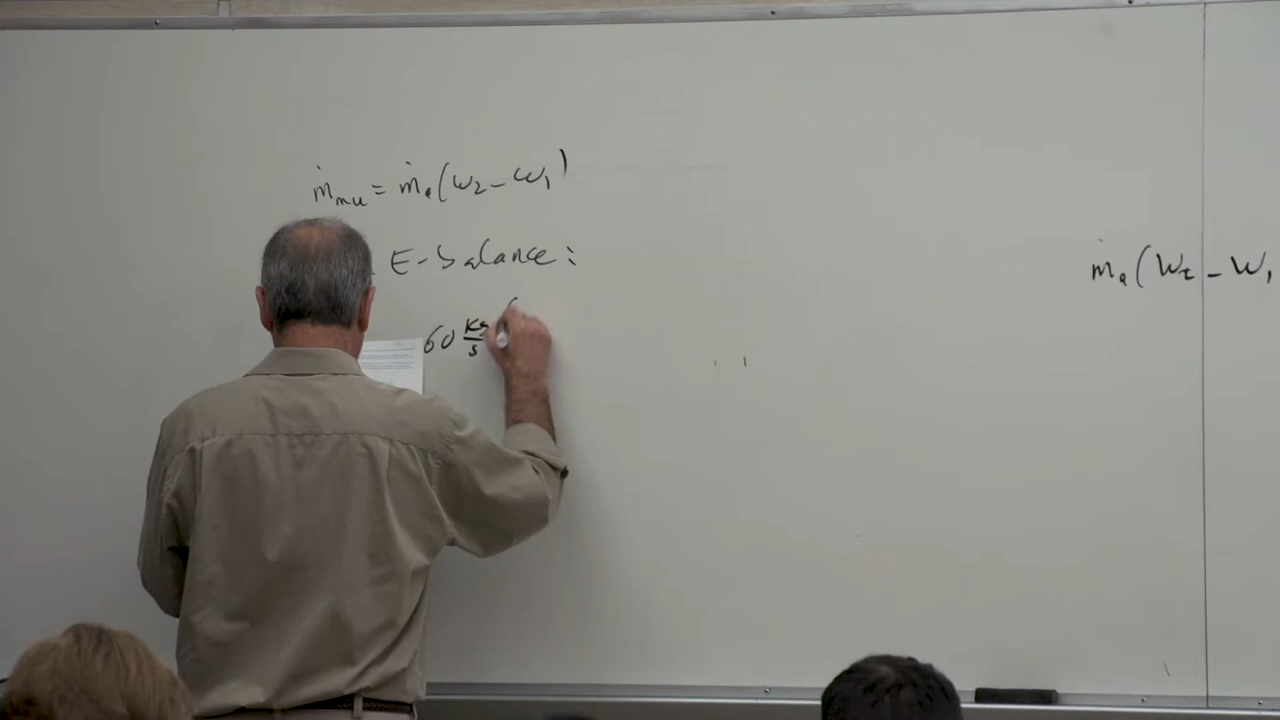 ṁmu = ṁa(ω2 - ω1)
E-balance:
60 kg/s (
ṁa(W2 - W1